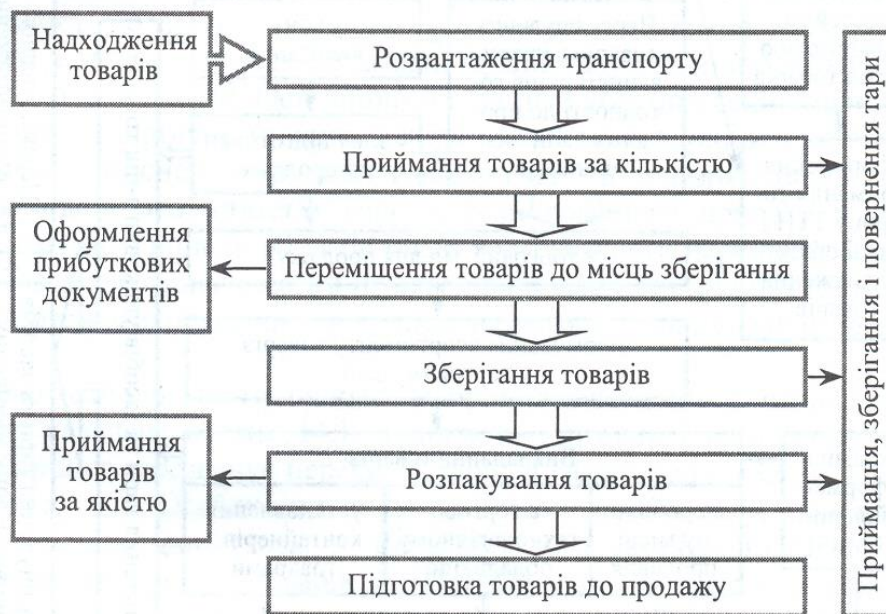 Надходження
товарів
Розвантаження транспорту
Приймання товарів за кількістю
Оформлення
прибуткових
документів
Переміщення товарів до місць зберігання
Зберігання товарів
Приймання
товарів
за якістю
Розпакування товарів
Підготовка товарів до продажу
Приймання, зберігання і повернення тари